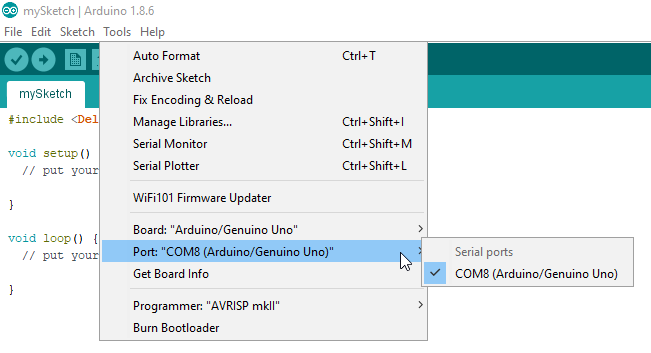 mySketch | Arduino 1.8.6
File Edit Sketch Tools Help
mySketch
#include <Del
void setup()
// put your
}
void loop() {
// put your
}
Auto Format Ctrl+T
Archive Sketch
Fix Encoding & Reload
Manage Libraries... Ctrl+Shift+I
Serial Monitor Ctrl+Shift+M
Serial Plotter Ctrl+Shift+L
WiFi101 Firmware Updater
Board: "Arduino/Genuino Uno"
Port: "COM8 (Arduino/Genuino Uno)"
Get Board Info
Programmer: "AVRISP mkII"
Burn Bootloader
Serial ports
COM8 (Arduino/Genuino Uno)